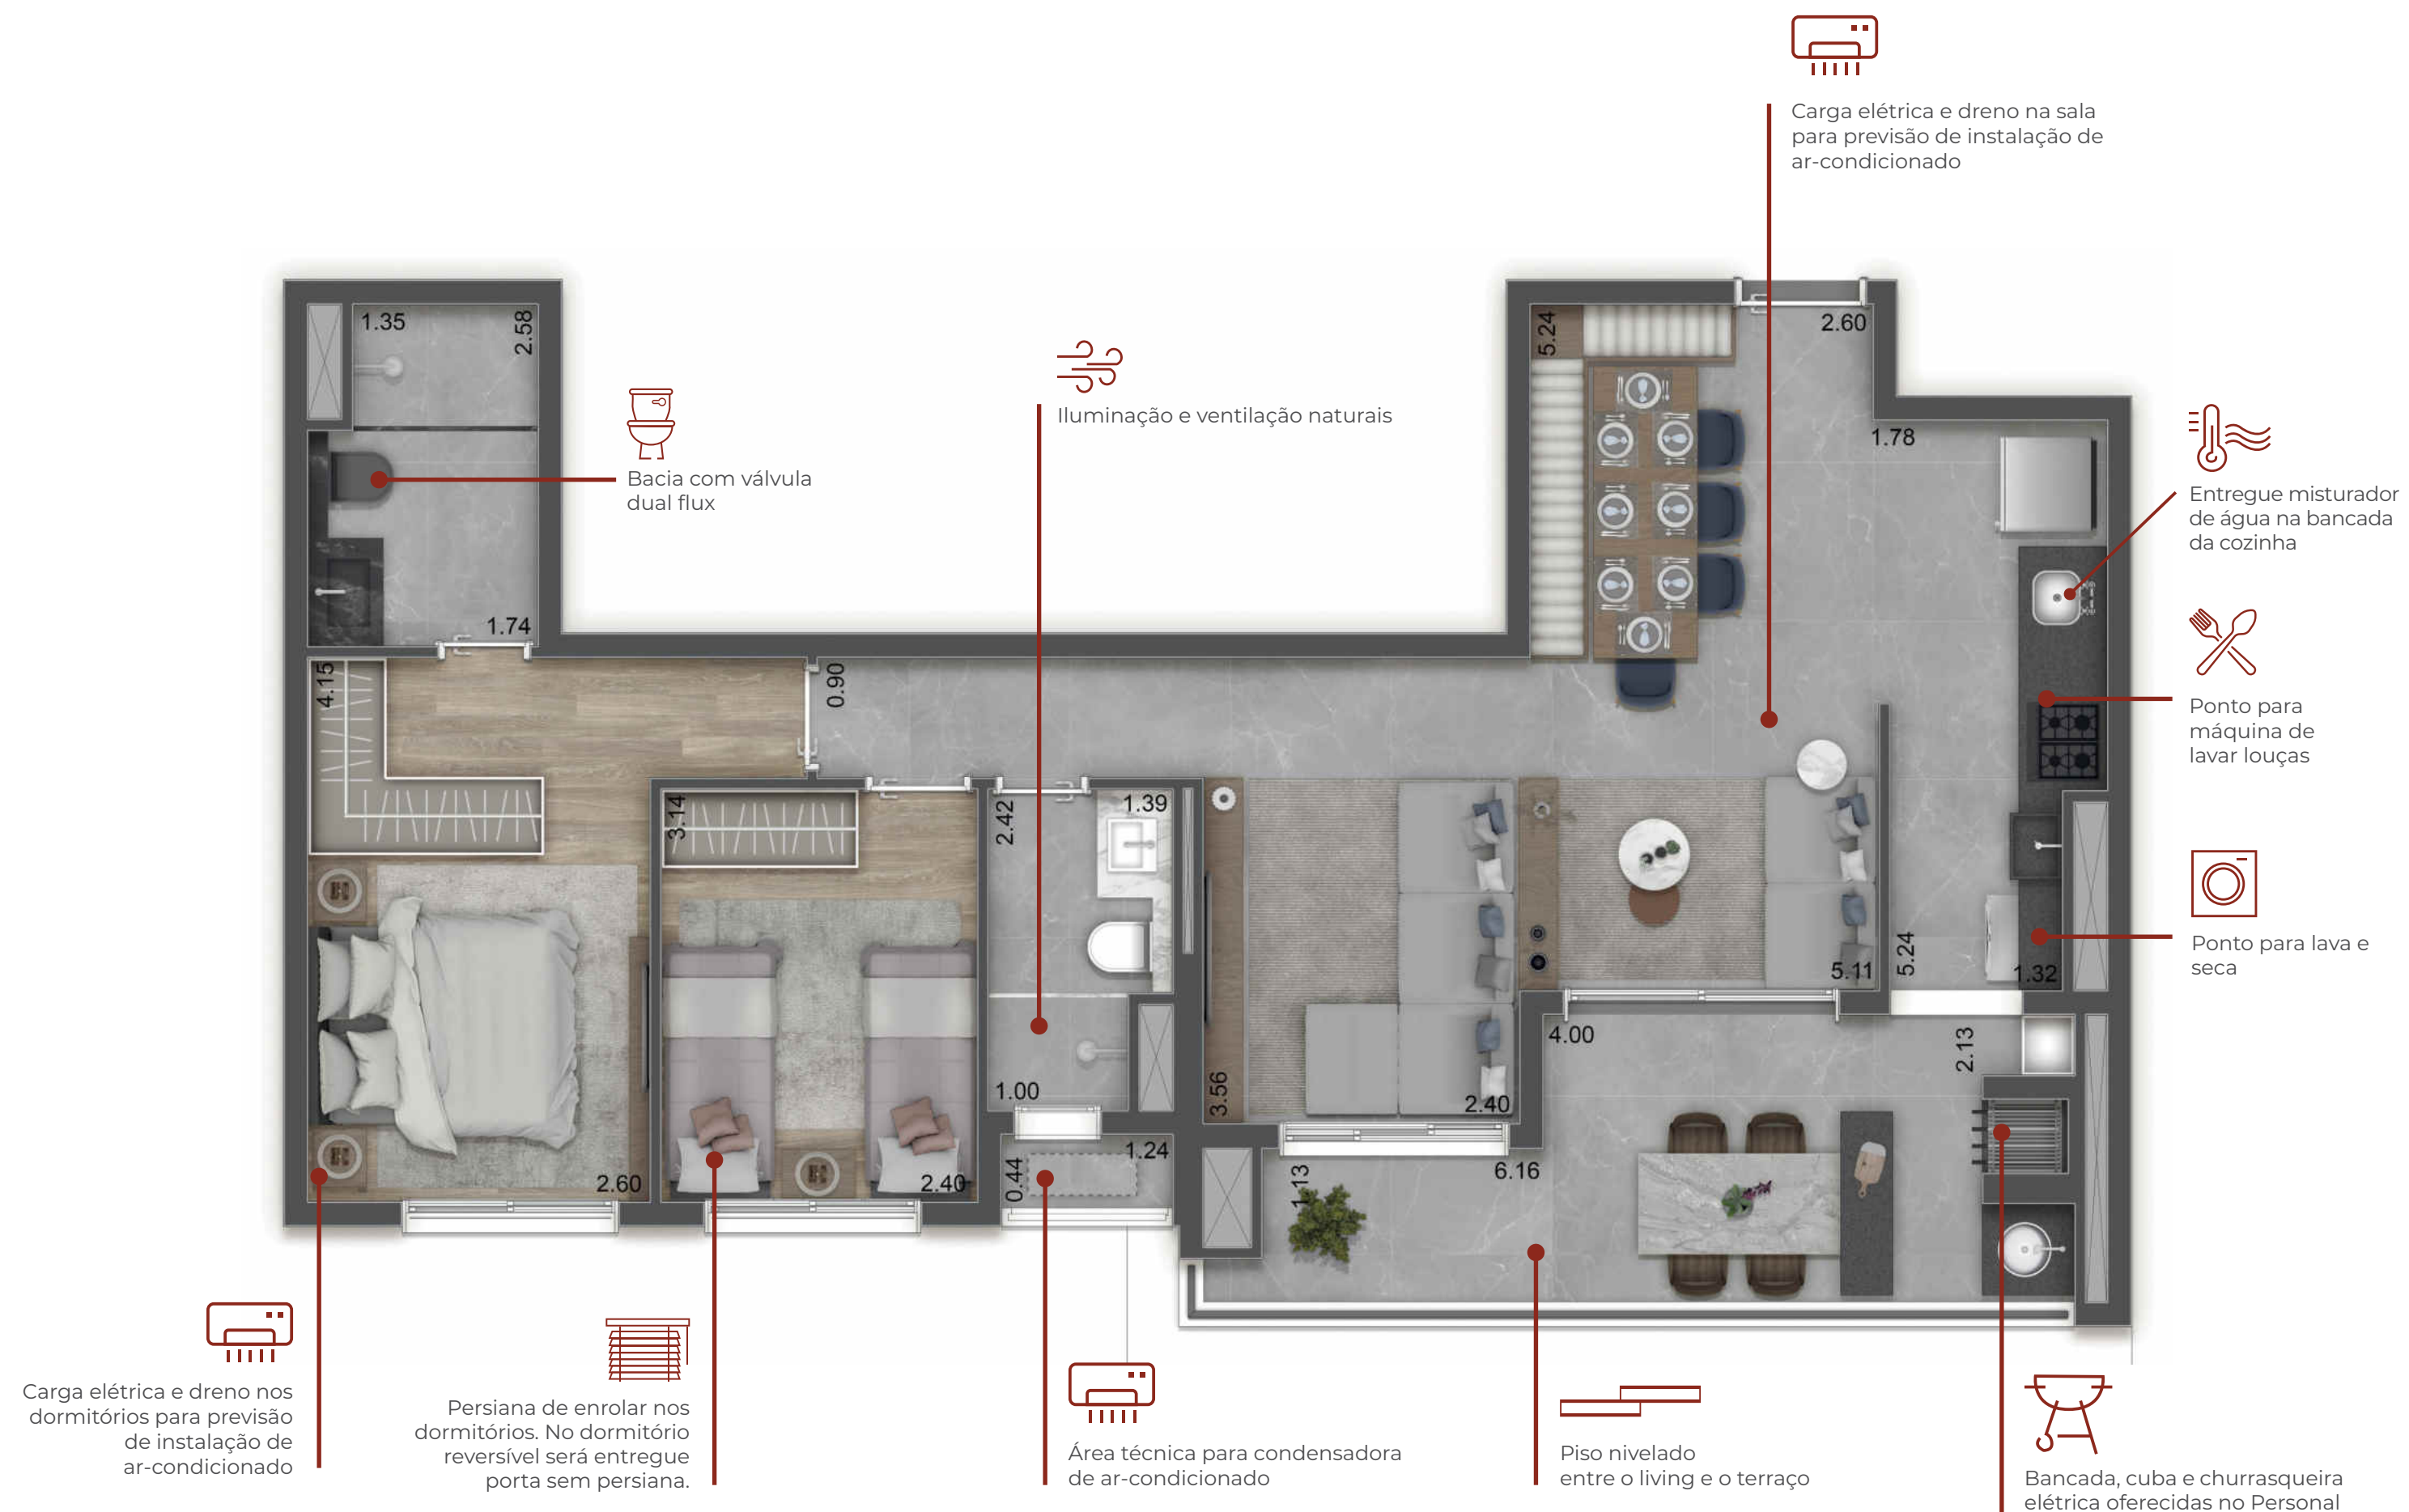 Carga elétrica e dreno na sala
para previsão de instalação de
ar-condicionado
1.35
2.58
5.24
2.60
1.78
Iluminação e ventilação naturais
Bacia com válvula
dual flux
Entregue misturador
de água na bancada
da cozinha
1.74
4.15
0.90
Ponto para
máquina de
lavar louças
3.14
2.42
1.39
Ponto para lava e
seca
5.11
5.24
1.32
4.00
2.13
1.00
3.56
2.40
2.60
2.40
0.44
1.24
1.13
6.16
Carga elétrica e dreno nos
dormitórios para previsão
de instalação de
ar-condicionado
Persiana de enrolar nos
dormitórios. No dormitório
reversível será entregue
porta sem persiana.
Área técnica para condensadora
de ar-condicionado
Piso nivelado
entre o living e o terraço
Bancada, cuba e churrasqueira
elétrica oferecidas no Personal